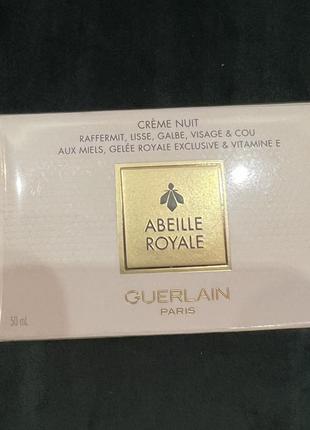 CRÈME NUIT
RAFFERMIT, LISSE, GALBE, VISAGE & COU
AUX MIELS, GELÉE ROYALE EXCLUSIVE & VITAMINE E
ABEILLE
ROYALE
GUERLAIN
PARIS
50 mL